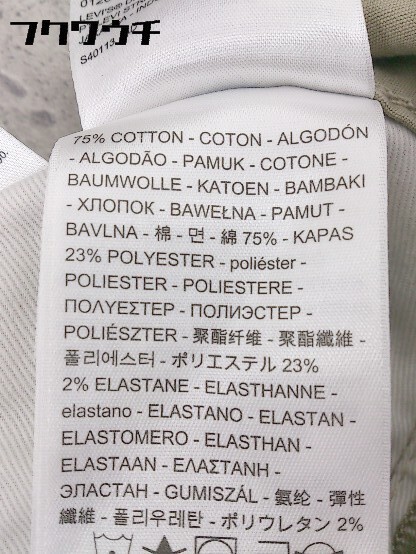 フクワウチ
S40113
75% COTTON - COTON - ALGODÓN
- ALGODÃO - PAMUK - COTONE -
BAUMWOLLE - KATOEN - BAMBAKI
- ХЛОПОК - BAWEŁNA - PAMUT -
BAVLNA - 棉 - 면 - 綿 75% - KAPAS
23% POLYESTER - poliéster -
POLIESTER - POLIESTERE -
ΠΟΛΥΕΣΤΕΡ - ПОЛИЭСТЕР -
POLIÉSZTER - 聚酯纤维 - 聚酯纖維 -
폴리에스터 - ポリエステル 23%
2% ELASTANE - ELASTHANNE -
elastano - ELASTANO - ELASTAN -
ELASTOMERO - ELASTHAN -
ELASTAAN - ΕΛΑΣΤΑΝΗ -
ЭЛАСТАН - GUMISZÁL - 氨纶 - 彈性
纖維 - 폴리우레탄 - ポリウレタン 2%